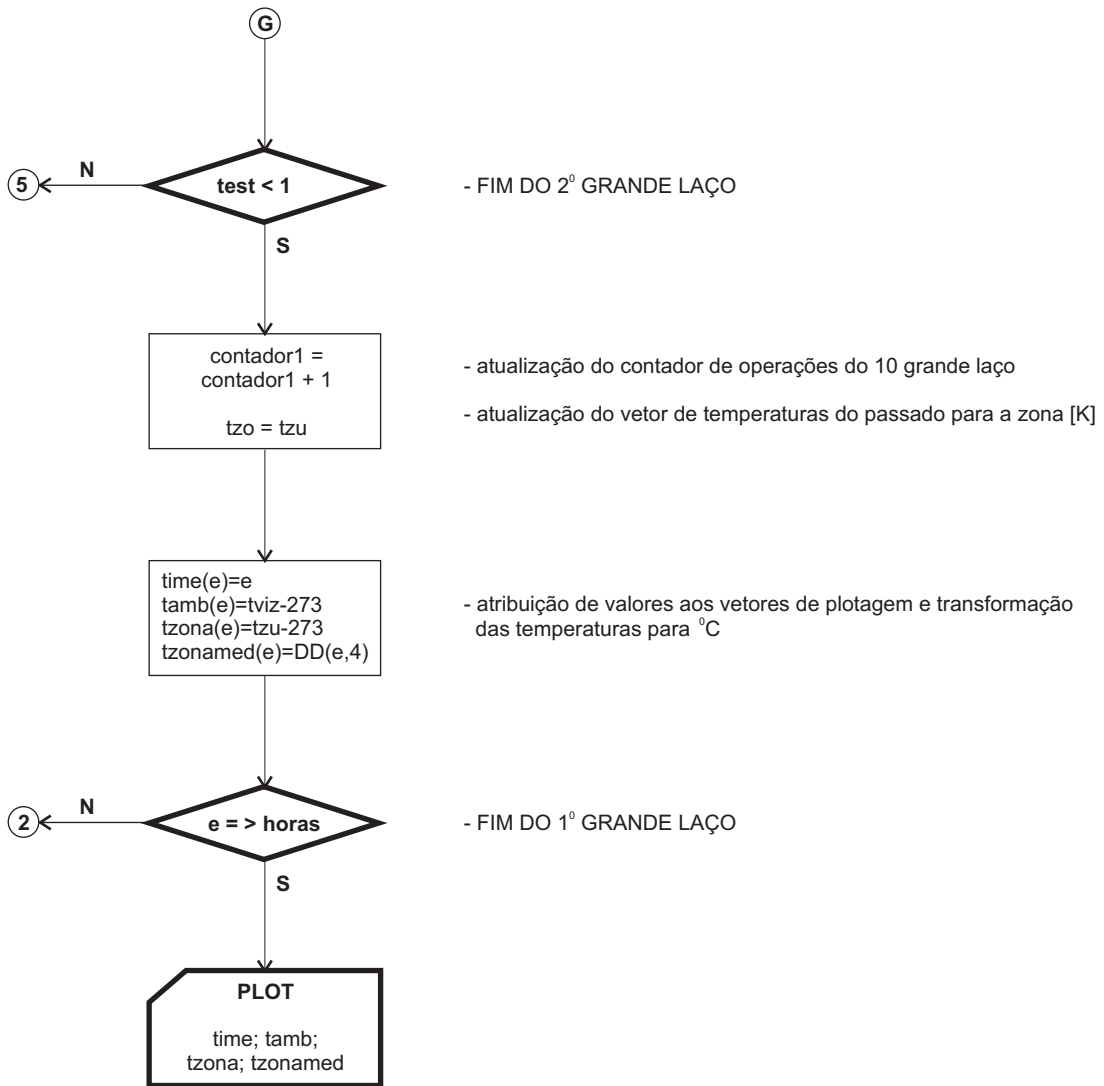 G
N
5
test < 1
- FIM DO 2⁰ GRANDE LAÇO
S
contador1 =
contador1 + 1
tzo = tzu
- atualização do contador de operações do 10 grande laço
- atualização do vetor de temperaturas do passado para a zona [K]
time(e)=e
tamb(e)=tviz-273
tzona(e)=tzu-273
tzonamed(e)=DD(e,4)
- atribuição de valores aos vetores de plotagem e transformação
das temperaturas para ⁰C
N
2
e = > horas
- FIM DO 1⁰ GRANDE LAÇO
S
PLOT
time; tamb;
tzona; tzonamed